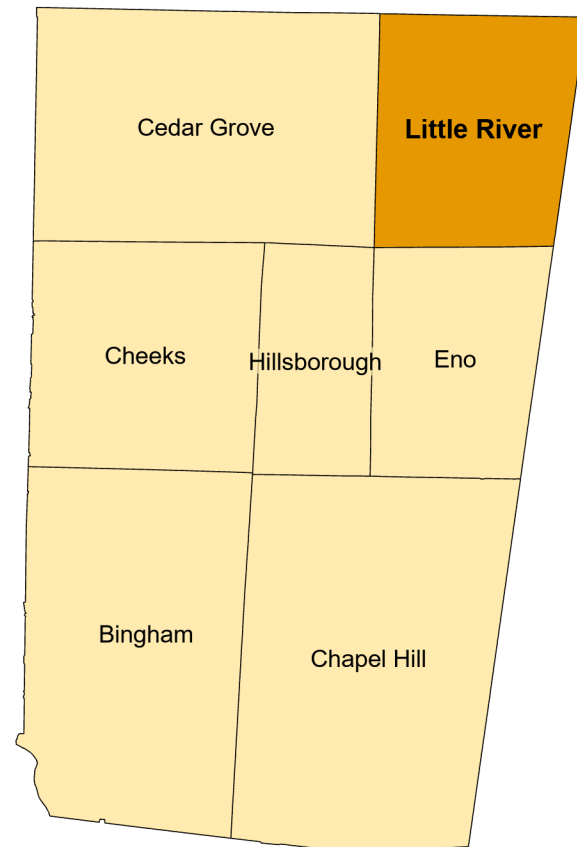 Cedar Grove
Little River
Cheeks
Hillsborough
Eno
Bingham
Chapel Hill